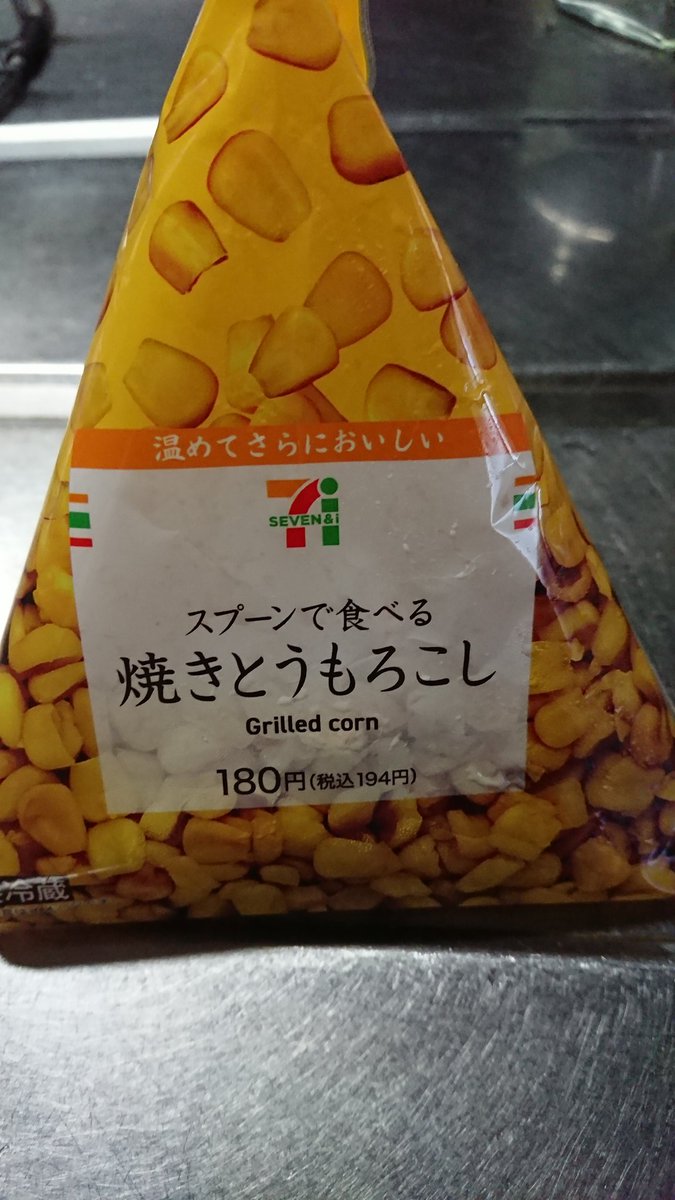 温めてさらにおいしい
SEVEN&i
スプーンで食べる
焼きとうもろこし
Grilled corn
180円(税込194円)
冷蔵